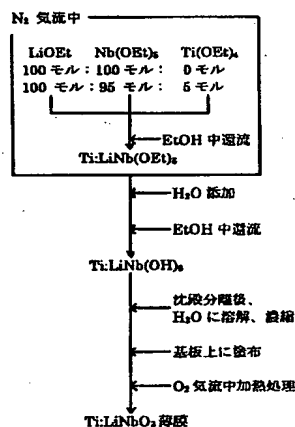 N₂ 気流中
LiOEt Nb(OEt)₅ Ti(OEt)₄
100 モル : 100 モル : 0 モル
100 モル : 95 モル : 5 モル
EtOH 中還流
Ti:LiNb(OEt)₆
H₂O 添加
EtOH 中還流
Ti:LiNb(OH)₆
沈殿分離後、
H₂O に溶解、濃縮
基板上に塗布
O₂ 気流中加熱処理
Ti:LiNbO₃ 薄膜